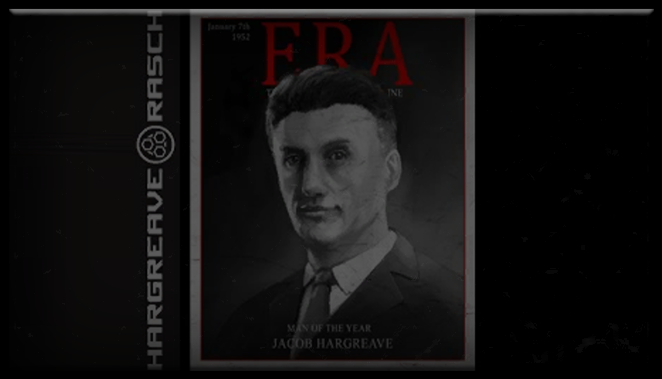 HARGREAVE RASCH
January 7th
1952
ERA
MAN OF THE YEAR
JACOB HARGREAVE